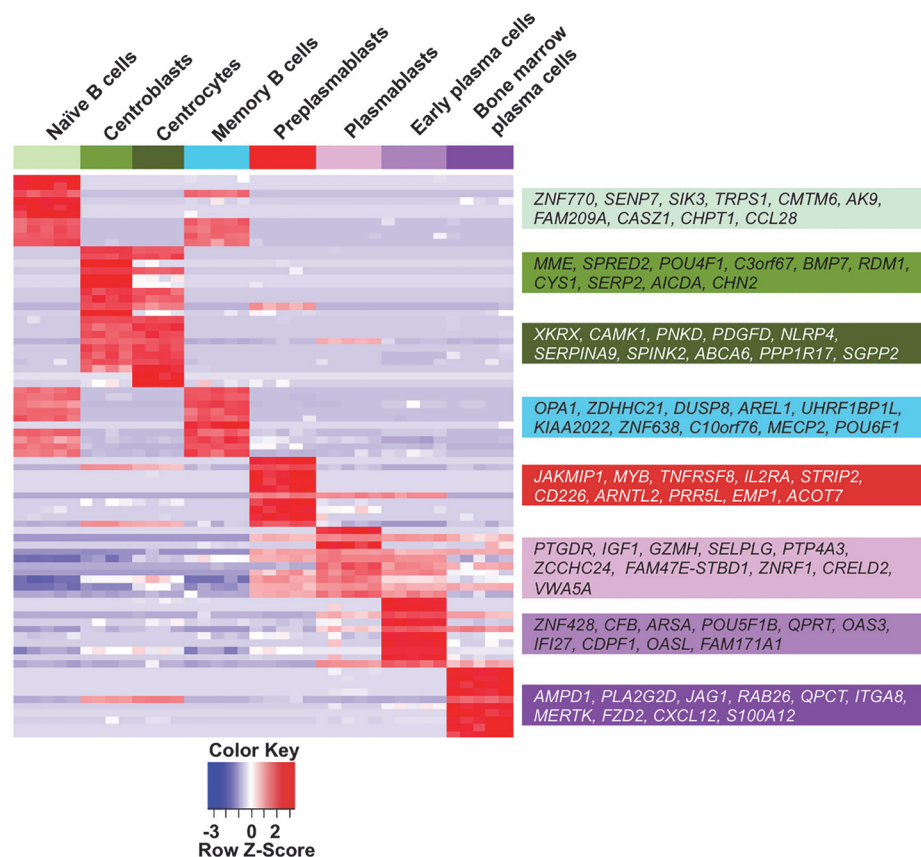 Naïve B cells
Centroblasts
Centrocytes
Memory B cells
Preplasmablasts
Plasmablasts
Early plasma cells
Bone marrow
plasma cells
ZNF770, SENP7, SIK3, TRPS1, CMTM6, AK9,
FAM209A, CASZ1, CHPT1, CCL28
MME, SPRED2, POU4F1, C3orf67, BMP7, RDM1,
CYS1, SERP2, AICDA, CHN2
XKRX, CAMK1, PNKD, PDGFD, NLRP4,
SERPINA9, SPINK2, ABCA6, PPP1R17, SGPP2
OPA1, ZDHHC21, DUSP8, AREL1, UHRF1BP1L,
KIAA2022, ZNF638, C10orf76, MECP2, POU6F1
JAKMIP1, MYB, TNFRSF8, IL2RA, STRIP2,
CD226, ARNTL2, PRR5L, EMP1, ACOT7
PTGDR, IGF1, GZMH, SELPLG, PTP4A3,
ZCCHC24, FAM47E-STBD1, ZNRF1, CRELD2,
VWA5A
ZNF428, CFB, ARSA, POU5F1B, QPRT, OAS3,
IFI27, CDPF1, OASL, FAM171A1
AMPD1, PLA2G2D, JAG1, RAB26, QPCT, ITGA8,
MERTK, FZD2, CXCL12, S100A12
Color Key
-3 0 2
Row Z-Score